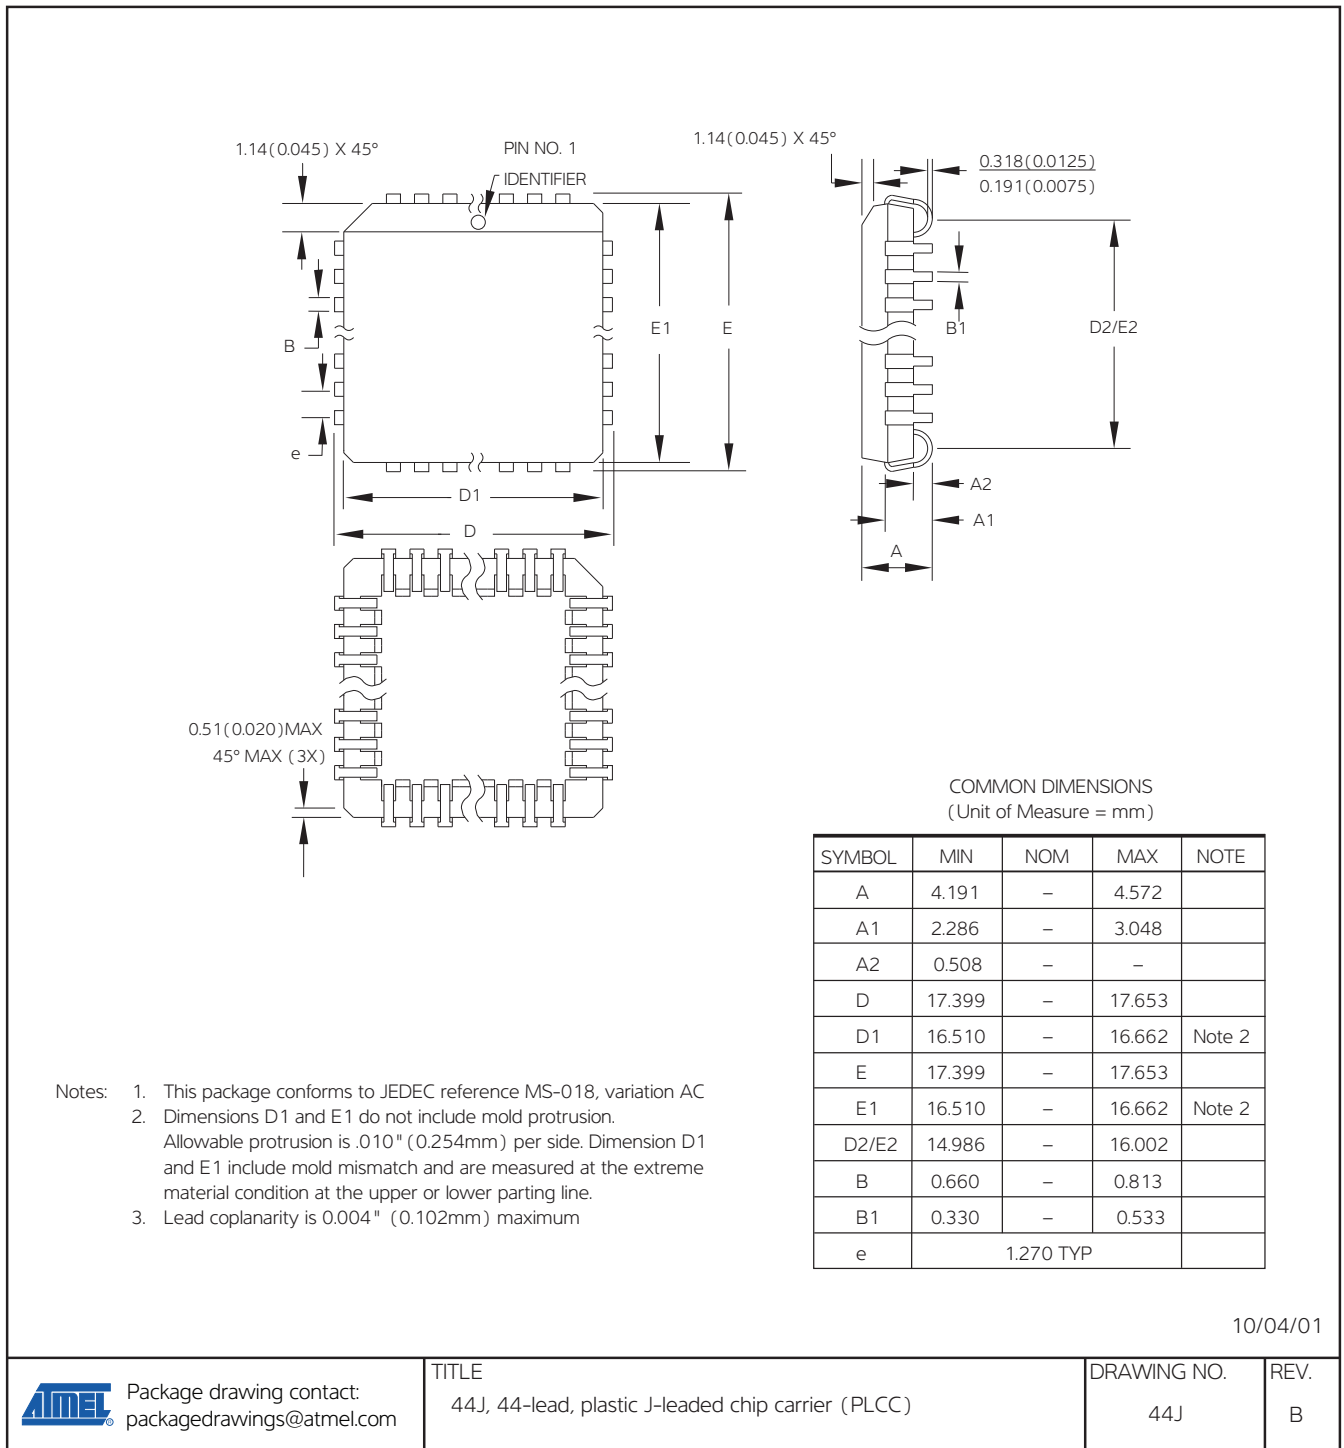 1.14(0.045) X 45°
PIN NO. 1
IDENTIFIER
1.14(0.045) X 45°
0.318(0.0125)
0.191(0.0075)
E1
E
B
e
B1
D2/E2
D1
D
A2
A1
A
0.51(0.020)MAX
45° MAX (3X)
COMMON DIMENSIONS
(Unit of Measure = mm)
SYMBOL MIN NOM MAX NOTE
A 4.191 – 4.572
A1 2.286 – 3.048
A2 0.508 – –
D 17.399 – 17.653
D1 16.510 – 16.662 Note 2
E 17.399 – 17.653
E1 16.510 – 16.662 Note 2
D2/E2 14.986 – 16.002
B 0.660 – 0.813
B1 0.330 – 0.533
e 1.270 TYP
Notes: 1. This package conforms to JEDEC reference MS-018, variation AC
2. Dimensions D1 and E1 do not include mold protrusion.
Allowable protrusion is .010"(0.254mm) per side. Dimension D1
and E1 include mold mismatch and are measured at the extreme
material condition at the upper or lower parting line.
3. Lead coplanarity is 0.004" (0.102mm) maximum
10/04/01
ATMEL ®
Package drawing contact:
packagedrawings@atmel.com
TITLE
44J, 44-lead, plastic J-leaded chip carrier (PLCC)
DRAWING NO.
44J
REV.
B